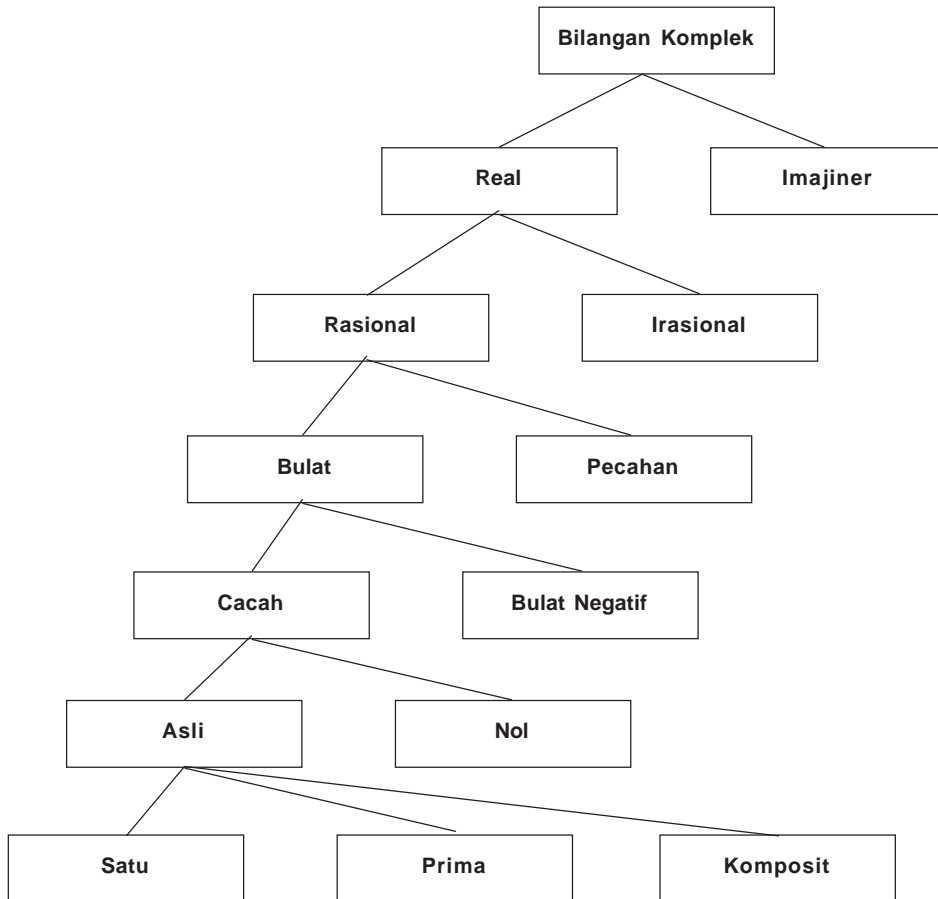 Bilangan Komplek
Real
Imajiner
Rasional
Irasional
Bulat
Pecahan
Cacah
Bulat Negatif
Asli
Nol
Satu
Prima
Komposit